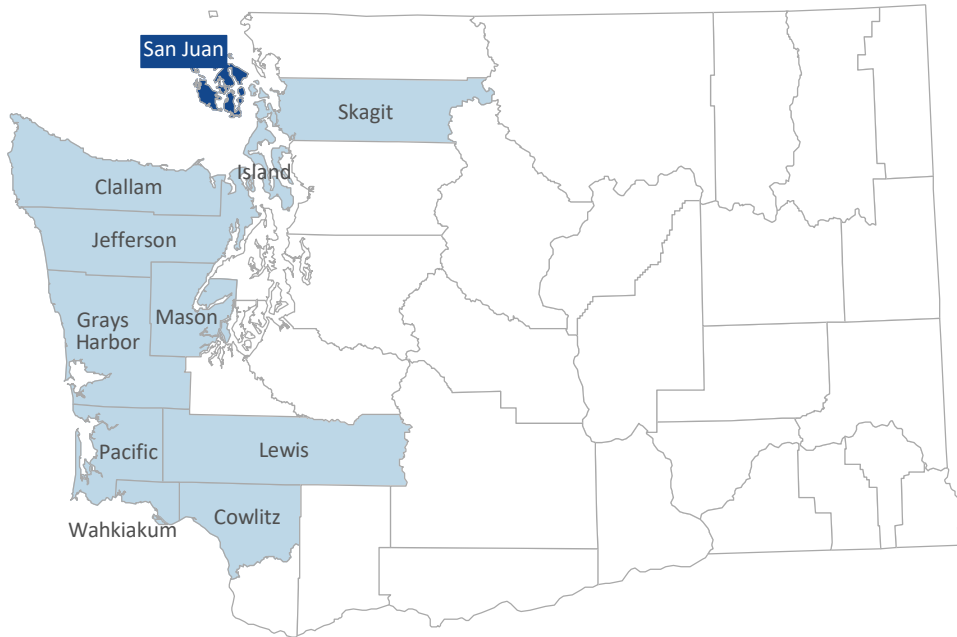 San Juan
Skagit
Island
Clallam
Jefferson
Mason
Grays
Harbor
Pacific
Lewis
Cowlitz
Wahkiakum